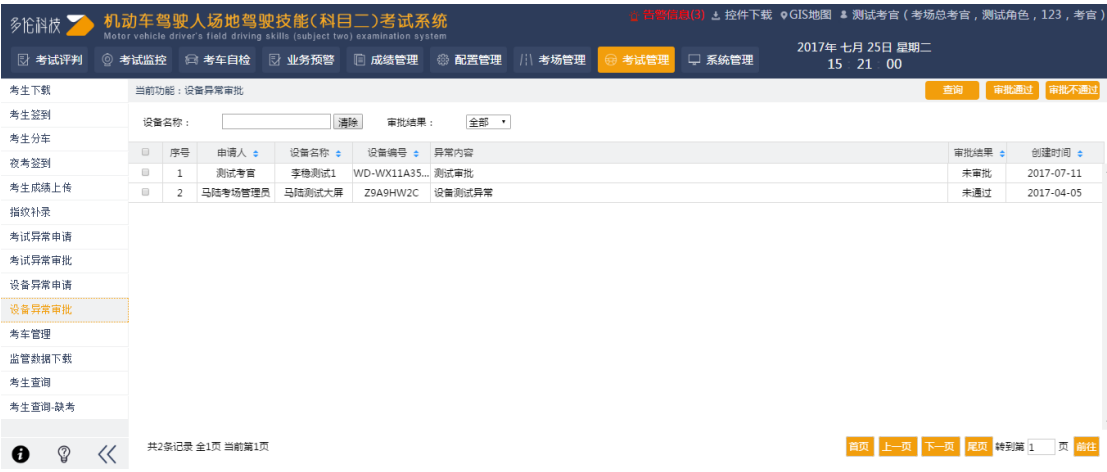 多伦科技 机动车驾驶人场地驾驶技能(科目二)考试系统
Motor vehicle driver's field driving skills (subject two) examination system
告警信息(3) 控件下载 GIS地图 测试考官 ( 考场总考官 , 测试角色 , 123 , 考官 )
考试评判 考试监控 考车自检 业务预警 成绩管理 配置管理 考场管理 考试管理 系统管理
2017年 七月 25日 星期二
15 : 21 : 00
考生下载
考生签到
考生分车
夜考签到
考生成绩上传
指纹补录
考试异常申请
考试异常审批
设备异常申请
设备异常审批
考车管理
监管数据下载
考生查询
考生查询-缺考
当前功能 : 设备异常审批 查询 审批通过 审批不通过
设备名称 : 清除 审批结果 : 全部
序号 申请人 设备名称 设备编号 异常内容 审批结果 创建时间
1 测试考官 李稳测试1 WD-WX11A35... 测试审批 未审批 2017-07-11
2 马陆考场管理员 马陆测试大屏 Z9A9HW2C 设备测试异常 未通过 2017-04-05
共2条记录 全1页 当前第1页 首页 上一页 下一页 尾页 转到第 1 页 前往